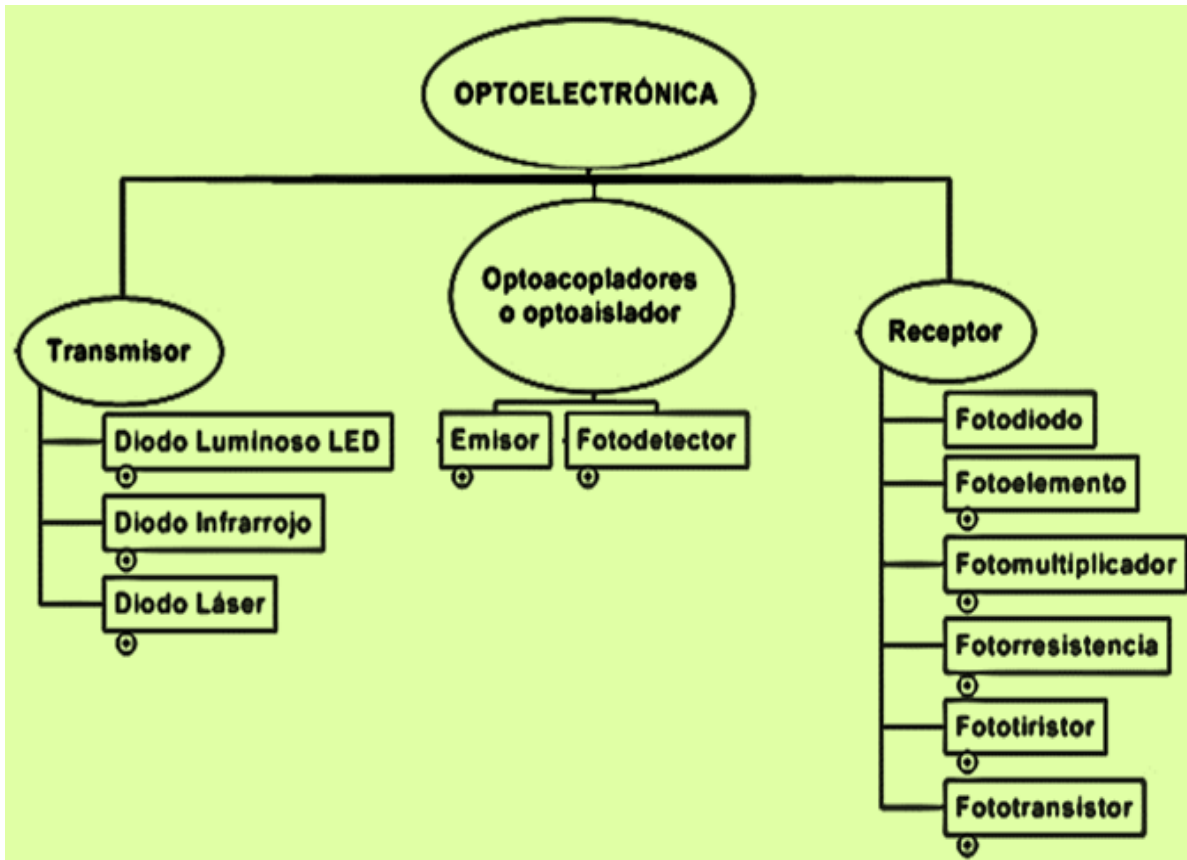 OPTOELECTRÓNICA
Optoacopladores
o optoaislador
Transmisor
Receptor
Diodo Luminoso LED
Diodo Infrarrojo
Diodo Láser
Emisor
Fotodetector
Fotodiodo
Fotoelemento
Fotomultiplicador
Fotorresistencia
Fototiristor
Fototransistor